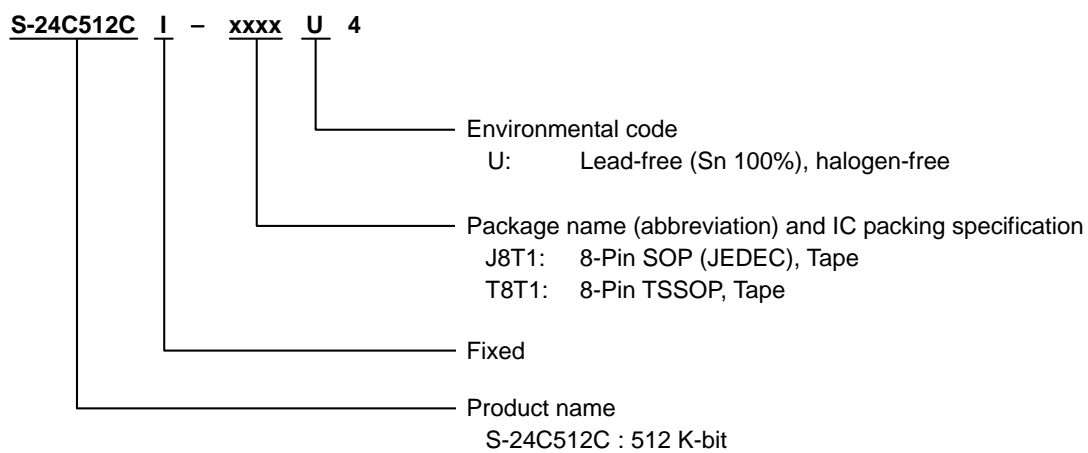 S-24C512C I – xxxx U 4
Environmental code
U: Lead-free (Sn 100%), halogen-free
Package name (abbreviation) and IC packing specification
J8T1: 8-Pin SOP (JEDEC), Tape
T8T1: 8-Pin TSSOP, Tape
Fixed
Product name
S-24C512C : 512 K-bit